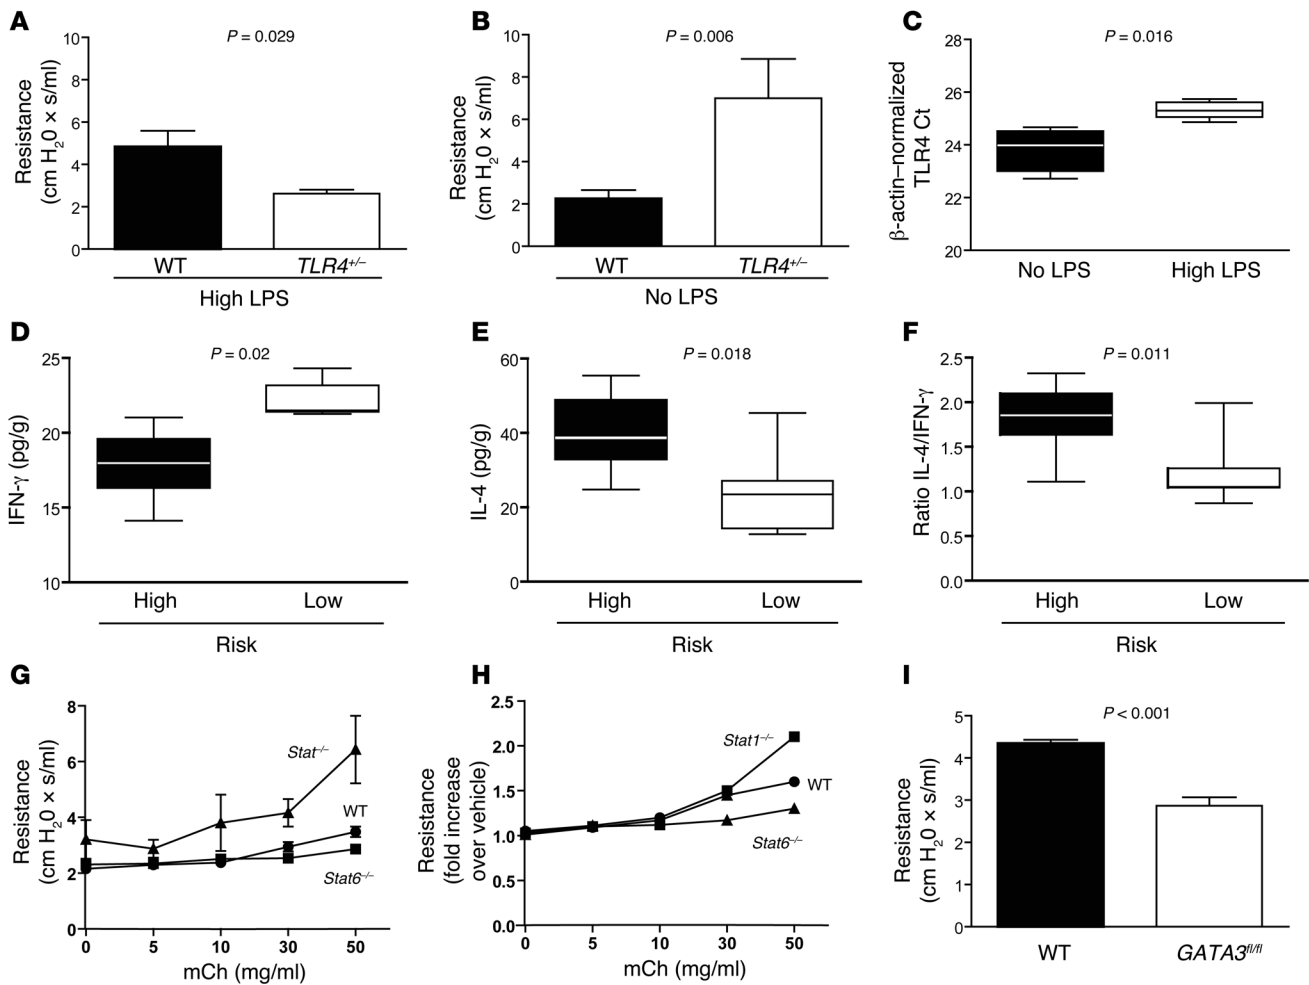 A
P = 0.029
Resistance
(cm H2O × s/ml)
10
8
6
4
2
0
WT
TLR4+/–
High LPS
B
P = 0.006
Resistance
(cm H2O × s/ml)
10
8
6
4
2
0
WT
TLR4+/–
No LPS
C
P = 0.016
β-actin–normalized
TLR4 Ct
28
26
24
22
20
No LPS
High LPS
D
P = 0.02
IFN-γ (pg/g)
25
20
15
10
High
Low
Risk
E
P = 0.018
IL-4 (pg/g)
60
40
20
0
High
Low
Risk
F
P = 0.011
Ratio IL-4/IFN-γ
2.5
2.0
1.5
1.0
0.5
0.0
High
Low
Risk
G
Resistance
(cm H2O × s/ml)
8
6
4
2
0
Stat–/–
WT
Stat6–/–
0 5 10 30 50
mCh (mg/ml)
H
Resistance
(fold increase
over vehicle)
2.5
2.0
1.5
1.0
0.5
0.0
Stat1–/–
WT
Stat6–/–
0 5 10 30 50
mCh (mg/ml)
I
P < 0.001
Resistance
(cm H2O × s/ml)
5
4
3
2
1
0
WT
GATA3fl/fl